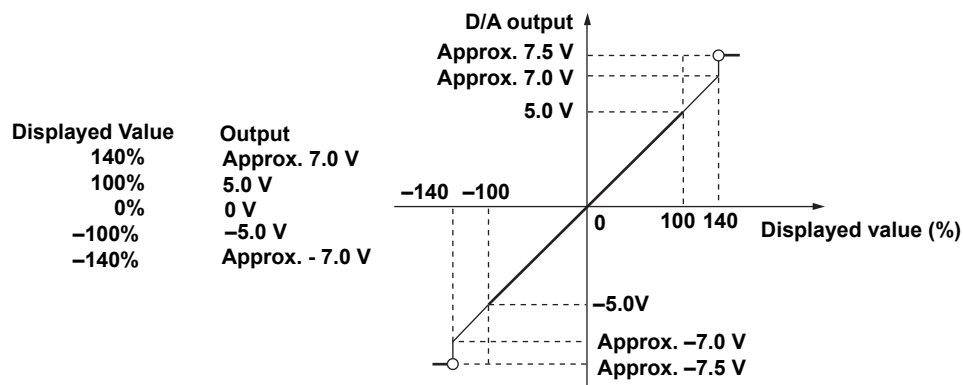 D/A output
Approx. 7.5 V
Approx. 7.0 V
5.0 V
Displayed Value Output
140% Approx. 7.0 V
100% 5.0 V
0% 0 V
–100% –5.0 V
–140% Approx. - 7.0 V
–140 –100
0 100 140
Displayed value (%)
–5.0V
Approx. –7.0 V
Approx. –7.5 V